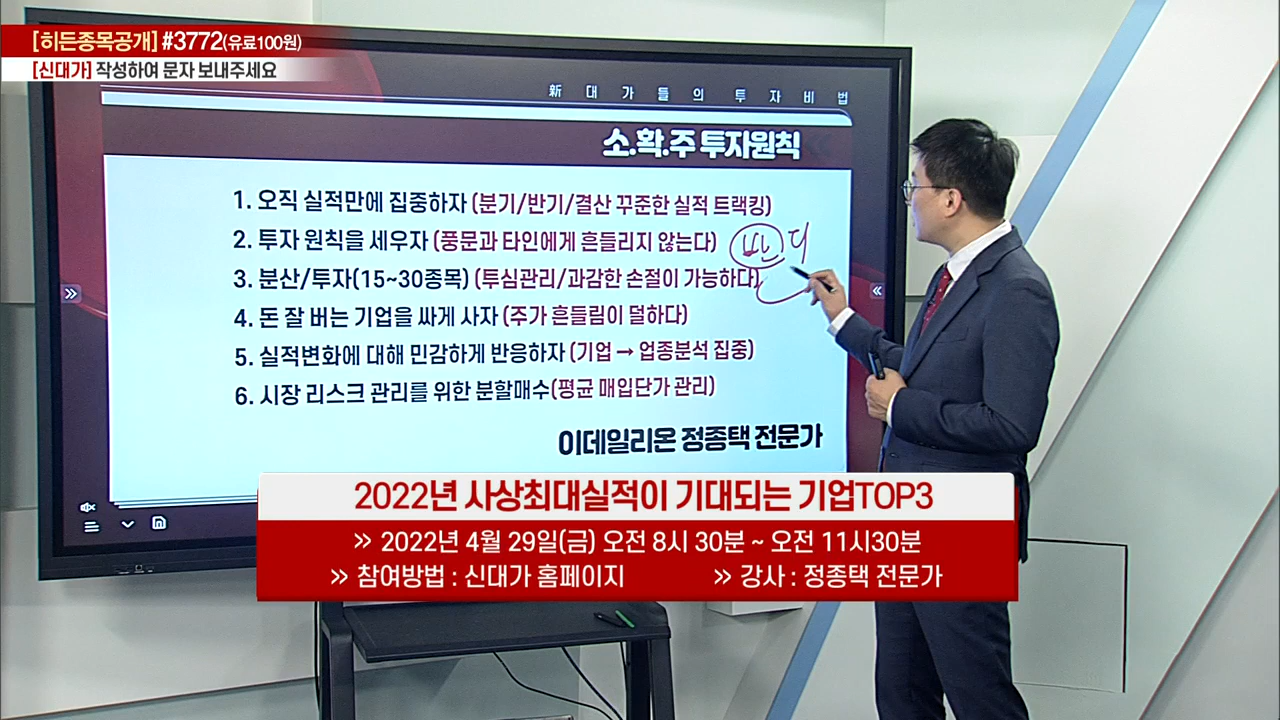 [히든종목공개] #3772(유료100원)
[신대가] 작성하여 문자 보내주세요
新대가들의 투자비법
소.확.주 투자원칙
1. 오직 실적만에 집중하자 (분기/반기/결산 꾸준한 실적 트랙킹)
2. 투자 원칙을 세우자 (풍문과 타인에게 흔들리지 않는다)
3. 분산/투자(15~30종목) (투심관리/과감한 손절이 가능하다)
4. 돈 잘 버는 기업을 싸게 사자 (주가 흔들림이 덜하다)
5. 실적변화에 대해 민감하게 반응하자 (기업 → 업종분석 집중)
6. 시장 리스크 관리를 위한 분할매수(평균 매입단가 관리)
이데일리온 정종택 전문가
2022년 사상최대실적이 기대되는 기업TOP3
» 2022년 4월 29일(금) 오전 8시 30분 ~ 오전 11시30분
» 참여방법 : 신대가 홈페이지 » 강사 : 정종택 전문가